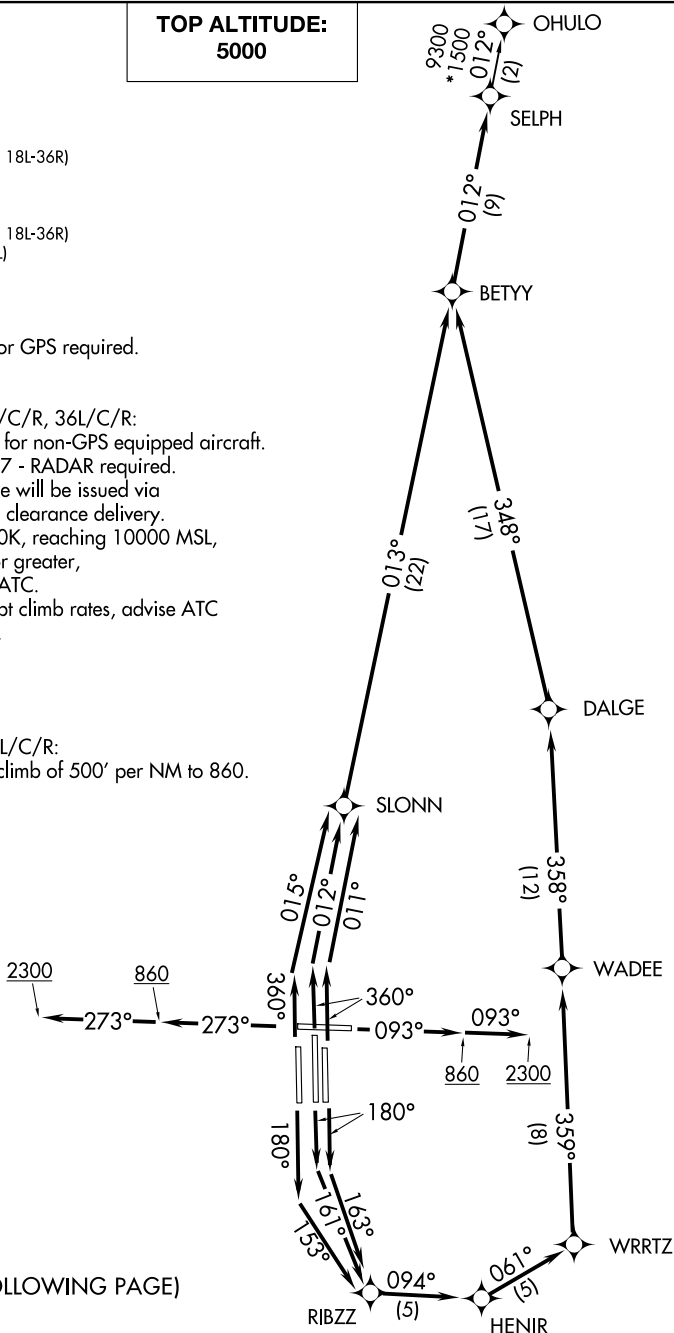 TOP ALTITUDE:
5000
OHULO
9300
*1500
012°
(2)
SELPH
18L-36R)
012°
(9)
18L-36R)
)
BETYY
or GPS required.
/C/R, 36L/C/R:
for non-GPS equipped aircraft.
7 - RADAR required.
e will be issued via
clearance delivery.
0K, reaching 10000 MSL,
or greater,
ATC.
pt climb rates, advise ATC
.
348°
(17)
013°
(22)
DALGE
L/C/R:
climb of 500' per NM to 860.
SLONN
015°
012°
011°
358°
(12)
WADEE
2300
860
273°
273°
360°
360°
093°
093°
860
2300
180°
180°
359°
(8)
153°
161°
163°
WRRTZ
OLLOWING PAGE)
094°
(5)
061°
(5)
RIBZZ
HENIR